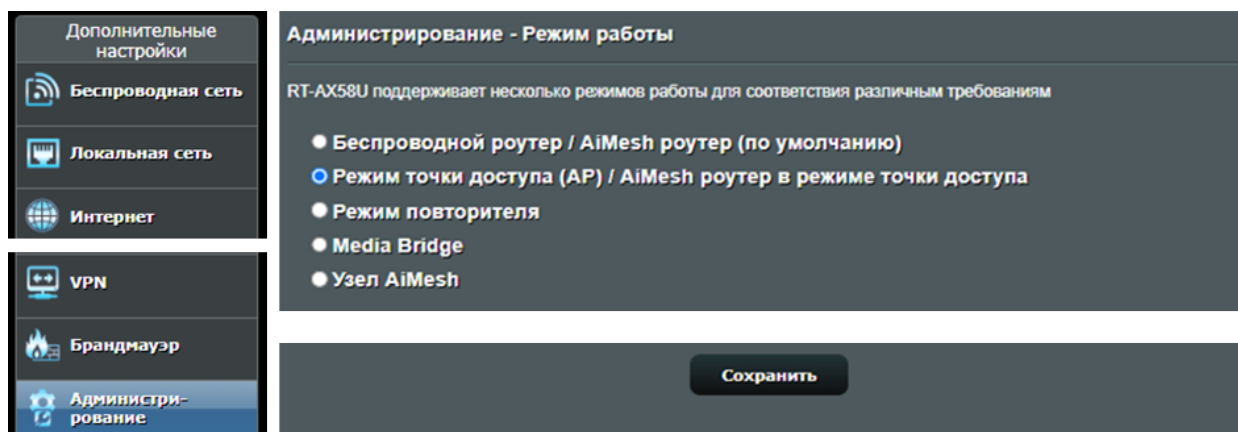 Дополнительные
настройки
Беспроводная сеть
Локальная сеть
Интернет
VPN
Брандмауэр
Администри-
рование
Администрирование - Режим работы
RT-AX58U поддерживает несколько режимов работы для соответствия различным требованиям
Беспроводной роутер / AiMesh роутер (по умолчанию)
Режим точки доступа (AP) / AiMesh роутер в режиме точки доступа
Режим повторителя
Media Bridge
Узел AiMesh
Сохранить